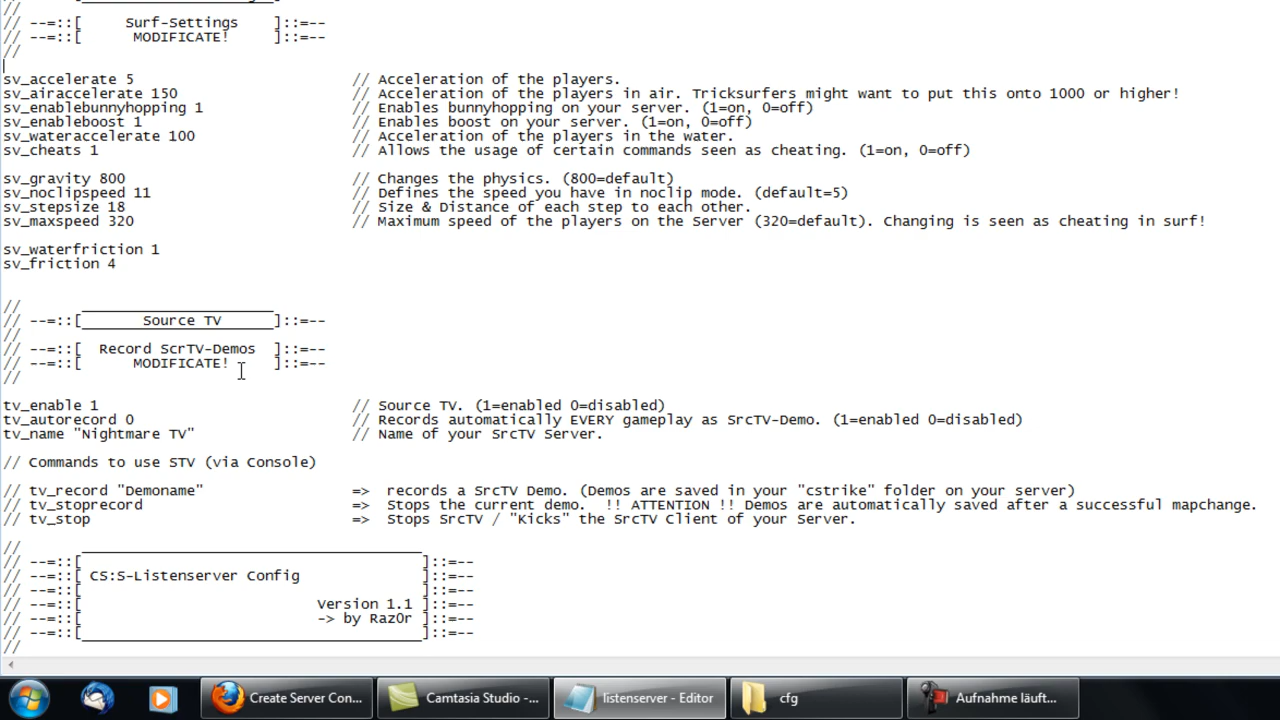 //
// --=::[     Surf-Settings     ]::=--
// --=::[      MODIFICATE!      ]::=--
//
sv_accelerate 5 // Acceleration of the players.
sv_airaccelerate 150 // Acceleration of the players in air. Tricksurfers might want to put this onto 1000 or higher!
sv_enablebunnyhopping 1 // Enables bunnyhopping on your server. (1=on, 0=off)
sv_enableboost 1 // Enables boost on your server. (1=on, 0=off)
sv_wateraccelerate 100 // Acceleration of the players in the water.
sv_cheats 1 // Allows the usage of certain commands seen as cheating. (1=on, 0=off)
sv_gravity 800 // Changes the physics. (800=default)
sv_noclipspeed 11 // Defines the speed you have in noclip mode. (default=5)
sv_stepsize 18 // Size & Distance of each step to each other.
sv_maxspeed 320 // Maximum speed of the players on the Server (320=default). Changing is seen as cheating in surf!
sv_waterfriction 1
sv_friction 4
// ______________________
// --=::[       Source TV       ]::=--
//
// --=::[  Record ScrTV-Demos  ]::=--
// --=::[      MODIFICATE!      ]::=--
//
tv_enable 1 // Source TV. (1=enabled 0=disabled)
tv_autorecord 0 // Records automatically EVERY gameplay as SrcTV-Demo. (1=enabled 0=disabled)
tv_name "Nightmare TV" // Name of your SrcTV Server.
// Commands to use STV (via Console)
// tv_record "Demoname" => records a SrcTV Demo. (Demos are saved in your "cstrike" folder on your server)
// tv_stoprecord => Stops the current demo. !! ATTENTION !! Demos are automatically saved after a successful mapchange.
// tv_stop => Stops SrcTV / "Kicks" the SrcTV Client of your Server.
// _______________________________________
// --=::[                                       ]::=--
// --=::[ CS:S-Listenserver Config              ]::=--
// --=::[                                       ]::=--
// --=::[                           Version 1.1 ]::=--
// --=::[                           -> by Raz0r ]::=--
// --=::[_______________________________________]::=--
//
Create Server Con... Camtasia Studio -... listenserver - Editor cfg Aufnahme läuft...